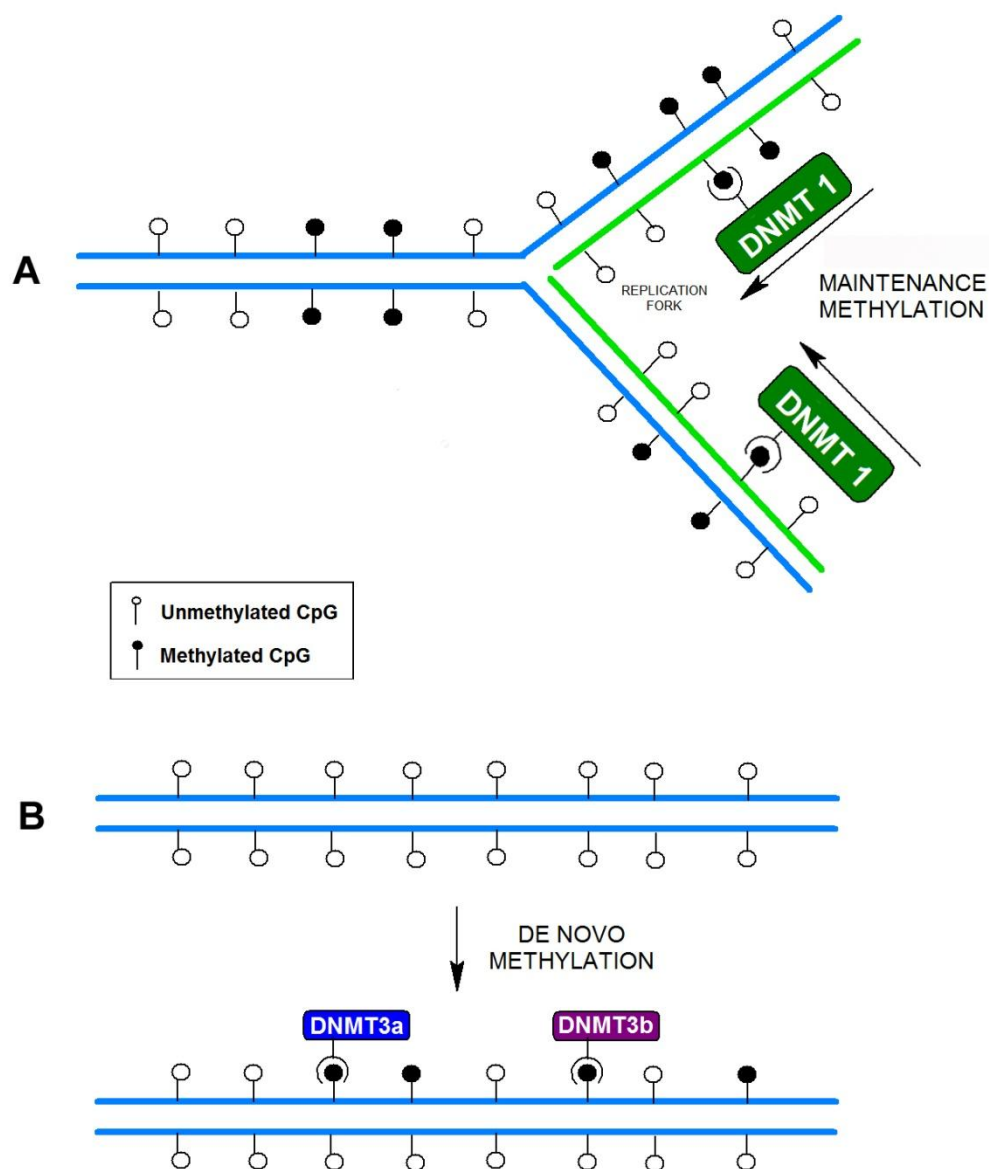 A
DNMT 1
REPLICATION
FORK
MAINTENANCE
METHYLATION
DNMT 1
Unmethylated CpG
Methylated CpG
B
DE NOVO
METHYLATION
DNMT3a
DNMT3b